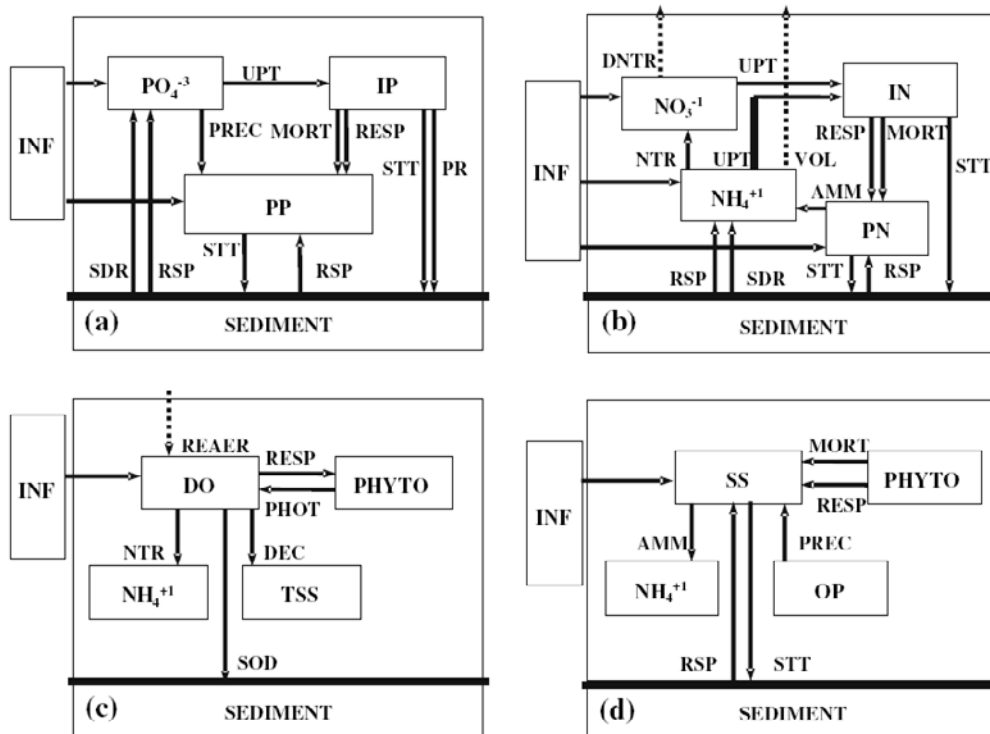 PO₄⁻³
UPT
IP
INF
PREC
MORT
RESP
STT
PR
PP
STT
SDR
RSP
RSP
(a)
SEDIMENT
DNTR
UPT
NO₃⁻¹
IN
RESP
MORT
INF
NTR
UPT
VOL
STT
NH₄⁺¹
AMM
PN
STT
RSP
RSP
SDR
(b)
SEDIMENT
REAER
RESP
INF
DO
PHYTO
PHOT
NTR
DEC
NH₄⁺¹
TSS
SOD
(c)
SEDIMENT
MORT
SS
PHYTO
INF
RESP
AMM
PREC
NH₄⁺¹
OP
RSP
STT
(d)
SEDIMENT